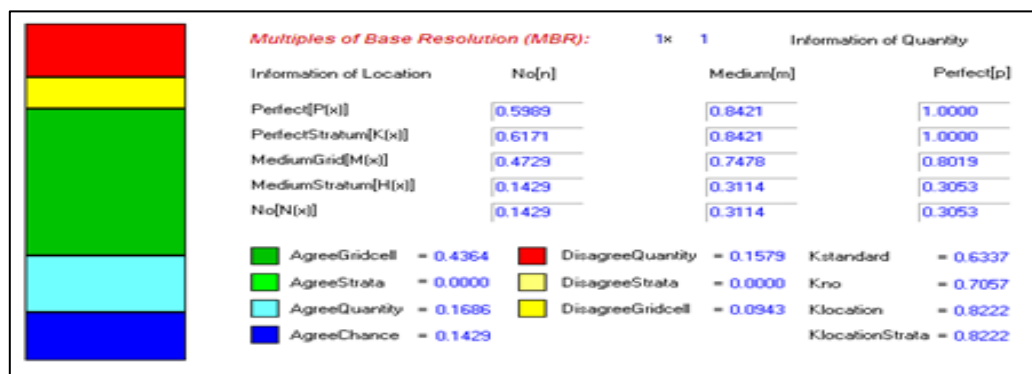 Multiples of Base Resolution (MBR): 1x 1 Information of Quantity
Information of Location No[n] Medium[m] Perfect[p]
Perfect[P(x)] 0.5989 0.8421 1.0000
PerfectStratum[K(x)] 0.6171 0.8421 1.0000
MediumGrid[M(x)] 0.4729 0.7478 0.8019
MediumStratum[H(x)] 0.1429 0.3114 0.3053
No[N(x)] 0.1429 0.3114 0.3053
AgreeGridcell = 0.4364 DisagreeQuantity = 0.1579 Kstandard = 0.6337
AgreeStrata = 0.0000 DisagreeStrata = 0.0000 Kno = 0.7057
AgreeQuantity = 0.1686 DisagreeGridcell = 0.0943 Klocation = 0.8222
AgreeChance = 0.1429 KlocationStrata = 0.8222